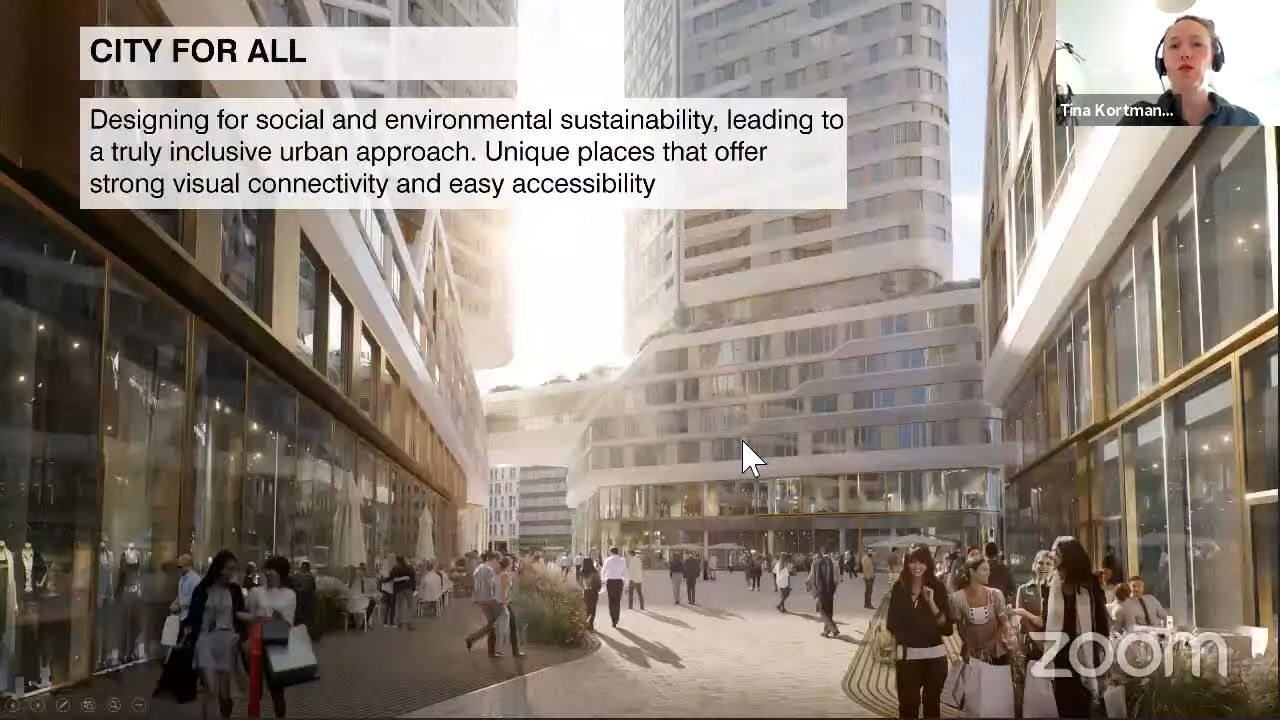 CITY FOR ALL
Designing for social and environmental sustainability, leading to
a truly inclusive urban approach. Unique places that offer
strong visual connectivity and easy accessibility
Tina Kortman...
zoom